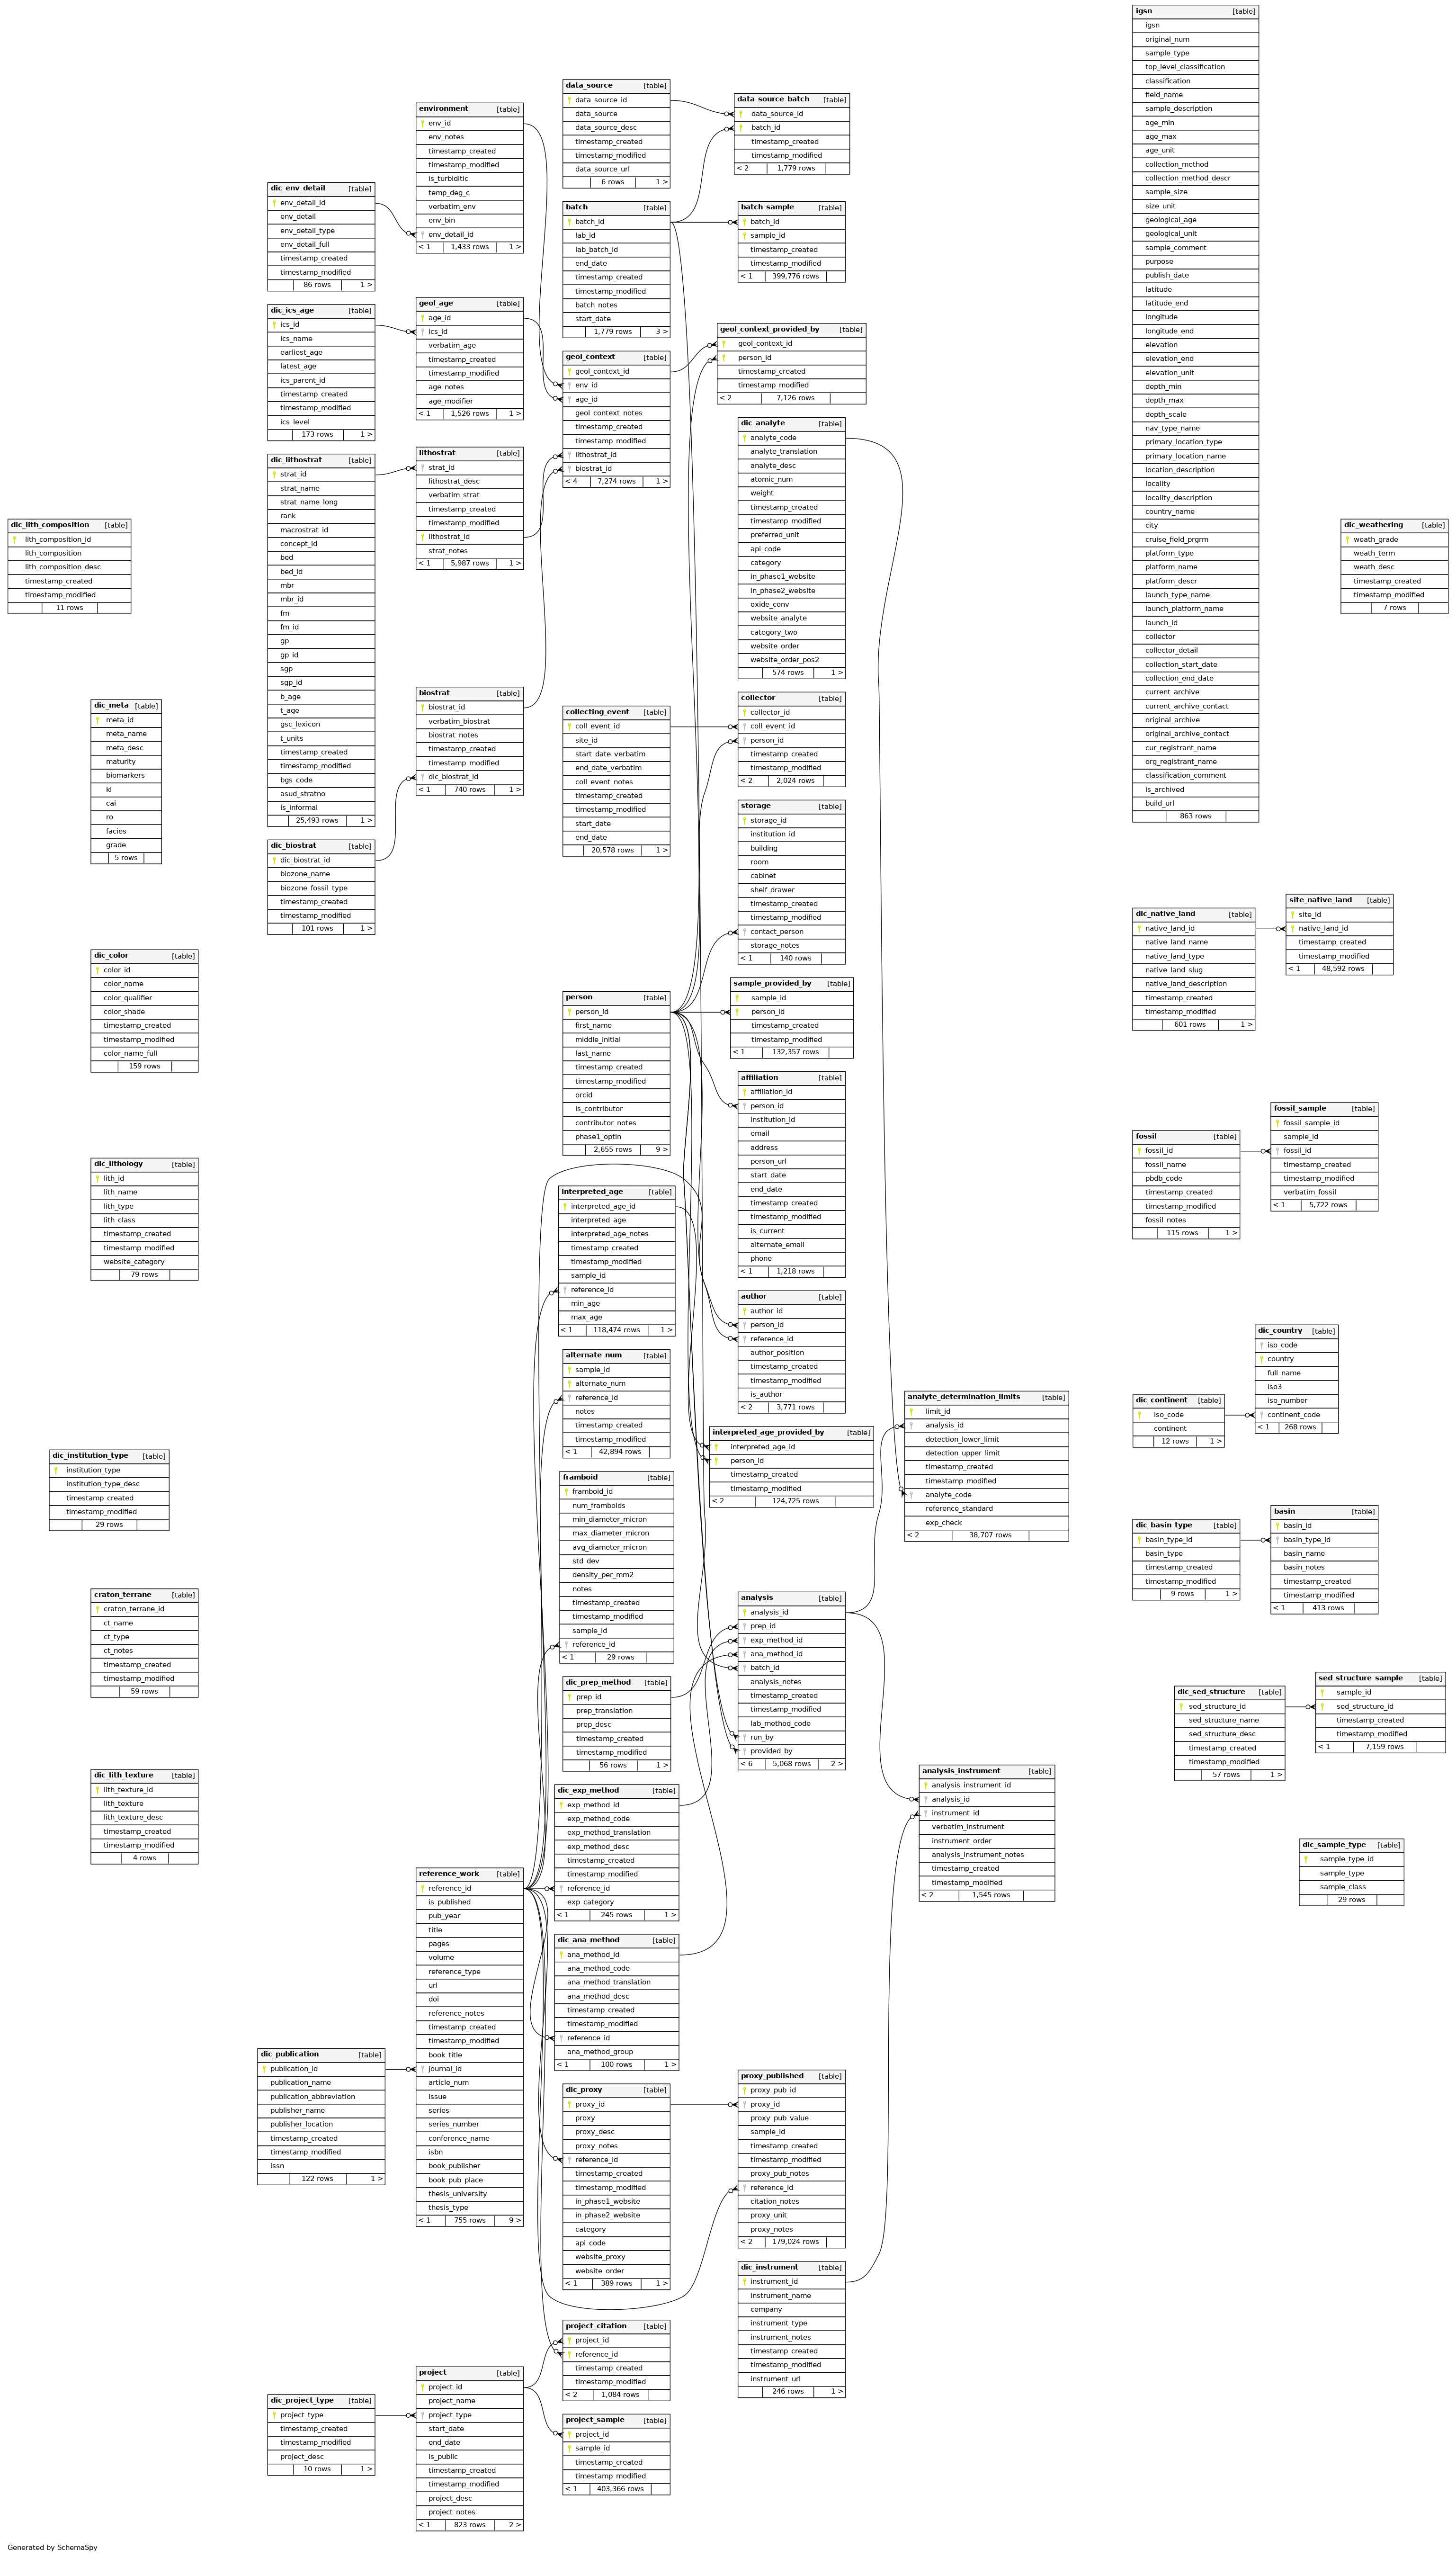 igsn [table]
igsn
original_num
sample_type
top_level_classification
classification
field_name
sample_description
age_min
age_max
age_unit
collection_method
collection_method_descr
sample_size
size_unit
geological_age
geological_unit
sample_comment
purpose
publish_date
latitude
latitude_end
longitude
longitude_end
elevation
elevation_end
elevation_unit
depth_min
depth_max
depth_scale
nav_type_name
primary_location_type
primary_location_name
location_description
locality
locality_description
country_name
city
cruise_field_prgrm
platform_type
platform_name
platform_descr
launch_type_name
launch_platform_name
launch_id
collector
collector_detail
collection_start_date
collection_end_date
current_archive
current_archive_contact
original_archive
original_archive_contact
cur_registrant_name
org_registrant_name
classification_comment
is_archived
build_url
863 rows
data_source [table]
data_source_id
data_source
data_source_desc
timestamp_created
timestamp_modified
data_source_url
6 rows 1 >
data_source_batch [table]
data_source_id
batch_id
timestamp_created
timestamp_modified
< 2 1,779 rows
environment [table]
env_id
env_notes
timestamp_created
timestamp_modified
is_turbiditic
temp_deg_c
verbatim_env
env_bin
env_detail_id
< 1 1,433 rows 1 >
dic_env_detail [table]
env_detail_id
env_detail
env_detail_type
env_detail_full
timestamp_created
timestamp_modified
86 rows 1 >
batch [table]
batch_id
lab_id
lab_batch_id
end_date
timestamp_created
timestamp_modified
batch_notes
start_date
1,779 rows 3 >
batch_sample [table]
batch_id
sample_id
timestamp_created
timestamp_modified
< 1 399,776 rows
dic_ics_age [table]
ics_id
ics_name
earliest_age
latest_age
ics_parent_id
timestamp_created
timestamp_modified
ics_level
173 rows 1 >
geol_age [table]
age_id
ics_id
verbatim_age
timestamp_created
timestamp_modified
age_notes
age_modifier
< 1 1,526 rows 1 >
geol_context [table]
geol_context_id
env_id
age_id
geol_context_notes
timestamp_created
timestamp_modified
lithostrat_id
biostrat_id
< 4 7,274 rows 1 >
geol_context_provided_by [table]
geol_context_id
person_id
timestamp_created
timestamp_modified
< 2 7,126 rows
dic_analyte [table]
analyte_code
analyte_translation
analyte_desc
atomic_num
weight
timestamp_created
timestamp_modified
preferred_unit
api_code
category
in_phase1_website
in_phase2_website
oxide_conv
website_analyte
category_two
website_order
website_order_pos2
574 rows 1 >
dic_lithostrat [table]
strat_id
strat_name
strat_name_long
rank
macrostrat_id
concept_id
bed
bed_id
mbr
mbr_id
fm
fm_id
gp
gp_id
sgp
sgp_id
b_age
t_age
gsc_lexicon
t_units
timestamp_created
timestamp_modified
bgs_code
asud_stratno
is_informal
25,493 rows 1 >
lithostrat [table]
strat_id
lithostrat_desc
verbatim_strat
timestamp_created
timestamp_modified
lithostrat_id
strat_notes
< 1 5,987 rows 1 >
dic_lith_composition [table]
lith_composition_id
lith_composition
lith_composition_desc
timestamp_created
timestamp_modified
11 rows
dic_weathering [table]
weath_grade
weath_term
weath_desc
timestamp_created
timestamp_modified
7 rows
dic_meta [table]
meta_id
meta_name
meta_desc
maturity
biomarkers
ki
cai
ro
facies
grade
5 rows
biostrat [table]
biostrat_id
verbatim_biostrat
biostrat_notes
timestamp_created
timestamp_modified
dic_biostrat_id
< 1 740 rows 1 >
collecting_event [table]
coll_event_id
site_id
start_date_verbatim
end_date_verbatim
coll_event_notes
timestamp_created
timestamp_modified
start_date
end_date
20,578 rows 1 >
collector [table]
collector_id
coll_event_id
person_id
timestamp_created
timestamp_modified
< 2 2,024 rows
storage [table]
storage_id
institution_id
building
room
cabinet
shelf_drawer
timestamp_created
timestamp_modified
contact_person
storage_notes
< 1 140 rows
dic_biostrat [table]
dic_biostrat_id
biozone_name
biozone_fossil_type
timestamp_created
timestamp_modified
101 rows 1 >
dic_native_land [table]
native_land_id
native_land_name
native_land_type
native_land_slug
native_land_description
timestamp_created
timestamp_modified
601 rows 1 >
site_native_land [table]
site_id
native_land_id
timestamp_created
timestamp_modified
< 1 48,592 rows
dic_color [table]
color_id
color_name
color_qualifier
color_shade
timestamp_created
timestamp_modified
color_name_full
159 rows
person [table]
person_id
first_name
middle_initial
last_name
timestamp_created
timestamp_modified
orcid
is_contributor
contributor_notes
phase1_optin
2,655 rows 9 >
sample_provided_by [table]
sample_id
person_id
timestamp_created
timestamp_modified
< 1 132,357 rows
affiliation [table]
affiliation_id
person_id
institution_id
email
address
person_url
start_date
end_date
timestamp_created
timestamp_modified
is_current
alternate_email
phone
< 1 1,218 rows
fossil [table]
fossil_id
fossil_name
pbdb_code
timestamp_created
timestamp_modified
fossil_notes
115 rows 1 >
fossil_sample [table]
fossil_sample_id
sample_id
fossil_id
timestamp_created
timestamp_modified
verbatim_fossil
< 1 5,722 rows
dic_lithology [table]
lith_id
lith_name
lith_type
lith_class
timestamp_created
timestamp_modified
website_category
79 rows
interpreted_age [table]
interpreted_age_id
interpreted_age
interpreted_age_notes
timestamp_created
timestamp_modified
sample_id
reference_id
min_age
max_age
< 1 118,474 rows 1 >
author [table]
author_id
person_id
reference_id
author_position
timestamp_created
timestamp_modified
is_author
< 2 3,771 rows
alternate_num [table]
sample_id
alternate_num
reference_id
notes
timestamp_created
timestamp_modified
< 1 42,894 rows
dic_continent [table]
iso_code
continent
12 rows 1 >
dic_country [table]
iso_code
country
full_name
iso3
iso_number
continent_code
< 1 268 rows
analyte_determination_limits [table]
limit_id
analysis_id
detection_lower_limit
detection_upper_limit
timestamp_created
timestamp_modified
analyte_code
reference_standard
exp_check
< 2 38,707 rows
interpreted_age_provided_by [table]
interpreted_age_id
person_id
timestamp_created
timestamp_modified
< 2 124,725 rows
dic_institution_type [table]
institution_type
institution_type_desc
timestamp_created
timestamp_modified
29 rows
framboid [table]
framboid_id
num_framboids
min_diameter_micron
max_diameter_micron
avg_diameter_micron
std_dev
density_per_mm2
notes
timestamp_created
timestamp_modified
sample_id
reference_id
< 1 29 rows
dic_basin_type [table]
basin_type_id
basin_type
timestamp_created
timestamp_modified
9 rows 1 >
basin [table]
basin_id
basin_type_id
basin_name
basin_notes
timestamp_created
timestamp_modified
< 1 413 rows
craton_terrane [table]
craton_terrane_id
ct_name
ct_type
ct_notes
timestamp_created
timestamp_modified
59 rows
analysis [table]
analysis_id
prep_id
exp_method_id
ana_method_id
batch_id
analysis_notes
timestamp_created
timestamp_modified
lab_method_code
run_by
provided_by
< 6 5,068 rows 2 >
dic_prep_method [table]
prep_id
prep_translation
prep_desc
timestamp_created
timestamp_modified
56 rows 1 >
dic_sed_structure [table]
sed_structure_id
sed_structure_name
sed_structure_desc
timestamp_created
timestamp_modified
57 rows 1 >
sed_structure_sample [table]
sample_id
sed_structure_id
timestamp_created
timestamp_modified
< 1 7,159 rows
dic_lith_texture [table]
lith_texture_id
lith_texture
lith_texture_desc
timestamp_created
timestamp_modified
4 rows
dic_exp_method [table]
exp_method_id
exp_method_code
exp_method_translation
exp_method_desc
timestamp_created
timestamp_modified
reference_id
exp_category
< 1 245 rows 1 >
analysis_instrument [table]
analysis_instrument_id
analysis_id
instrument_id
verbatim_instrument
instrument_order
analysis_instrument_notes
timestamp_created
timestamp_modified
< 2 1,545 rows
dic_sample_type [table]
sample_type_id
sample_type
sample_class
29 rows
reference_work [table]
reference_id
is_published
pub_year
title
pages
volume
reference_type
url
doi
reference_notes
timestamp_created
timestamp_modified
book_title
journal_id
article_num
issue
series
series_number
conference_name
isbn
book_publisher
book_pub_place
thesis_university
thesis_type
< 1 755 rows 9 >
dic_ana_method [table]
ana_method_id
ana_method_code
ana_method_translation
ana_method_desc
timestamp_created
timestamp_modified
reference_id
ana_method_group
< 1 100 rows 1 >
dic_publication [table]
publication_id
publication_name
publication_abbreviation
publisher_name
publisher_location
timestamp_created
timestamp_modified
issn
122 rows 1 >
dic_proxy [table]
proxy_id
proxy
proxy_desc
proxy_notes
reference_id
timestamp_created
timestamp_modified
in_phase1_website
in_phase2_website
category
api_code
website_proxy
website_order
< 1 389 rows 1 >
proxy_published [table]
proxy_pub_id
proxy_id
proxy_pub_value
sample_id
timestamp_created
timestamp_modified
proxy_pub_notes
reference_id
citation_notes
proxy_unit
proxy_notes
< 2 179,024 rows
dic_instrument [table]
instrument_id
instrument_name
company
instrument_type
instrument_notes
timestamp_created
timestamp_modified
instrument_url
246 rows 1 >
project_citation [table]
project_id
reference_id
timestamp_created
timestamp_modified
< 2 1,084 rows
project [table]
project_id
project_name
project_type
start_date
end_date
is_public
timestamp_created
timestamp_modified
project_desc
project_notes
< 1 823 rows 2 >
dic_project_type [table]
project_type
timestamp_created
timestamp_modified
project_desc
10 rows 1 >
project_sample [table]
project_id
sample_id
timestamp_created
timestamp_modified
< 1 403,366 rows
Generated by SchemaSpy